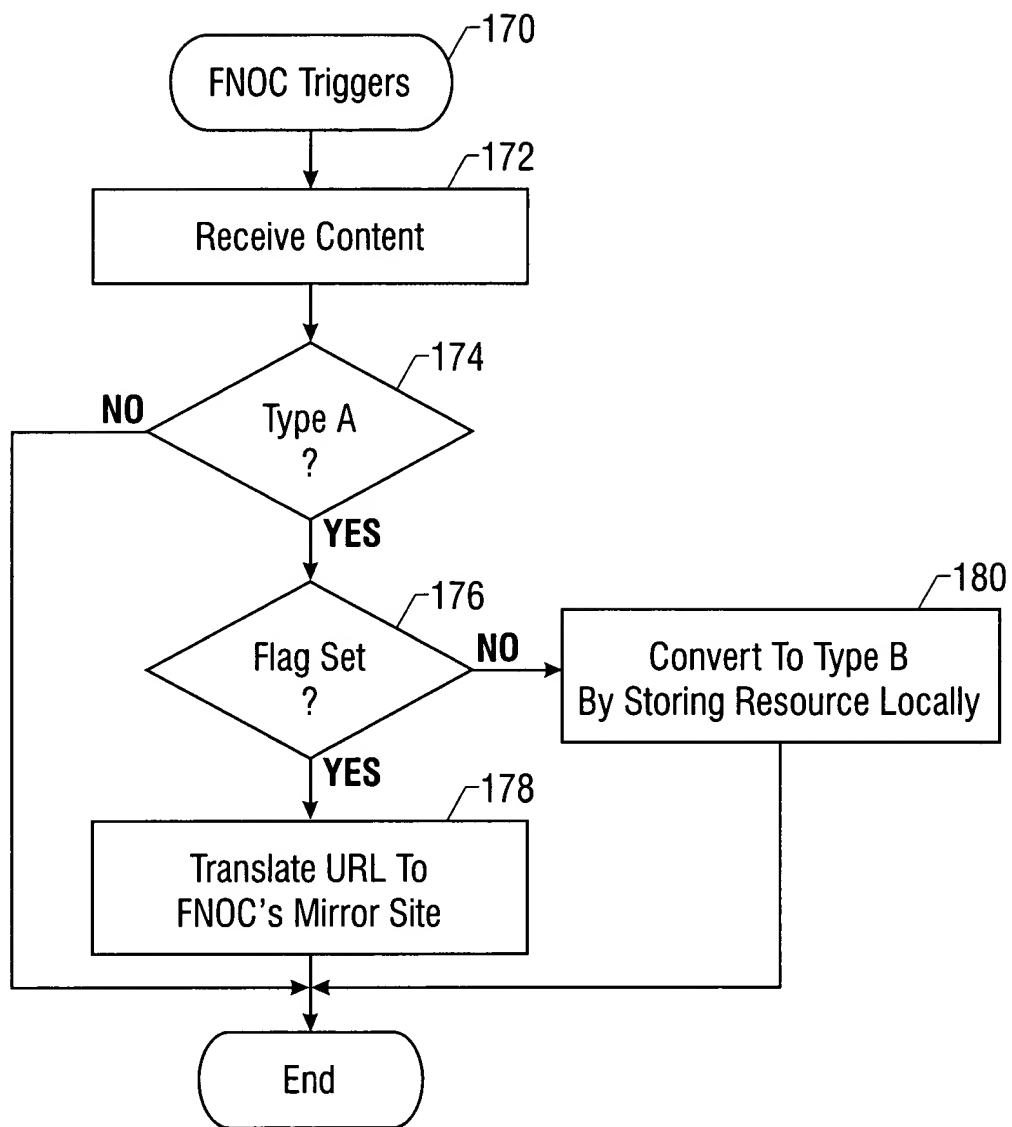 170
FNOC Triggers
172
Receive Content
174
NO
Type A
?
YES
176
180
Flag Set
?
NO
Convert To Type B
By Storing Resource Locally
YES
178
Translate URL To
FNOC's Mirror Site
End